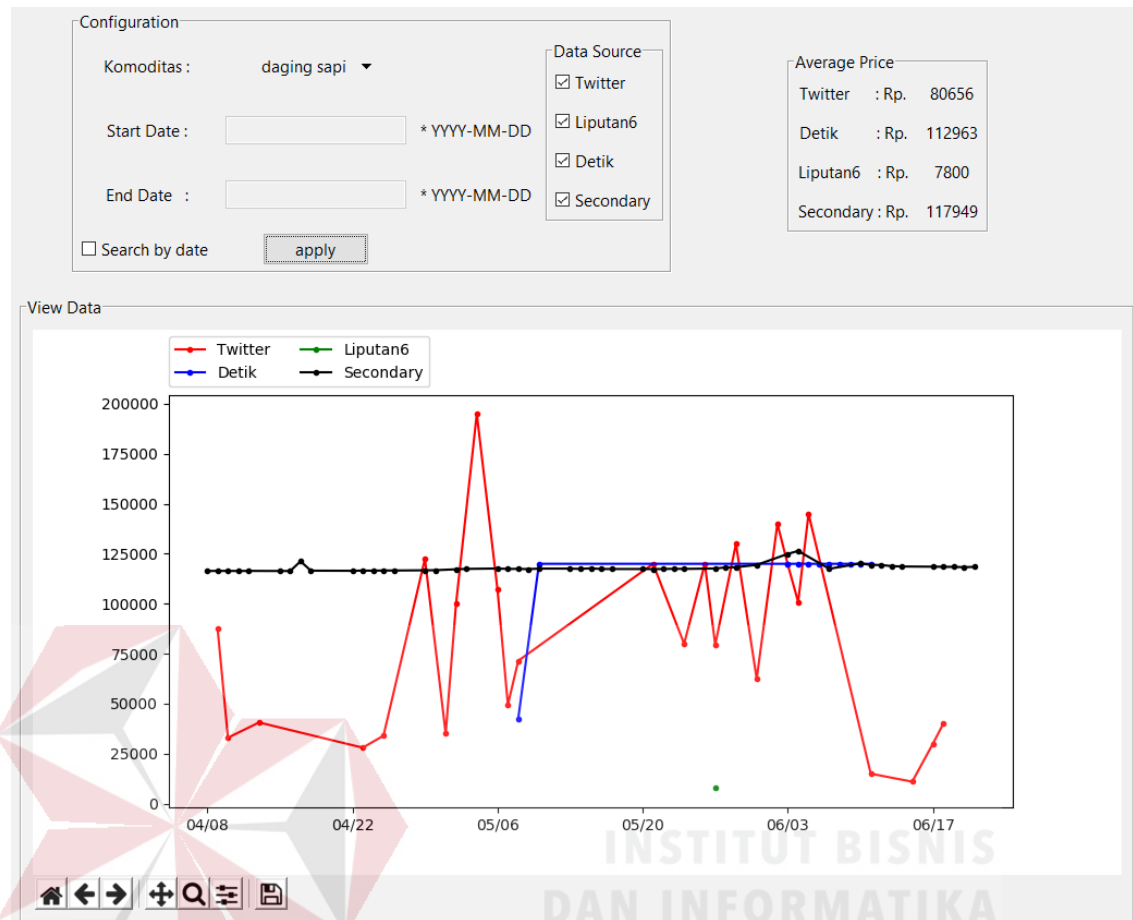 Configuration
Komoditas : daging sapi
Start Date : * YYYY-MM-DD
End Date : * YYYY-MM-DD
Search by date apply
Data Source
Twitter
Liputan6
Detik
Secondary
Average Price
Twitter : Rp. 80656
Detik : Rp. 112963
Liputan6 : Rp. 7800
Secondary : Rp. 117949
View Data
Twitter Liputan6
Detik Secondary
200000
175000
150000
125000
100000
75000
50000
25000
0
04/08 04/22 05/06 05/20 06/03 06/17
INSTITUT BISNIS
DAN INFORMATIKA